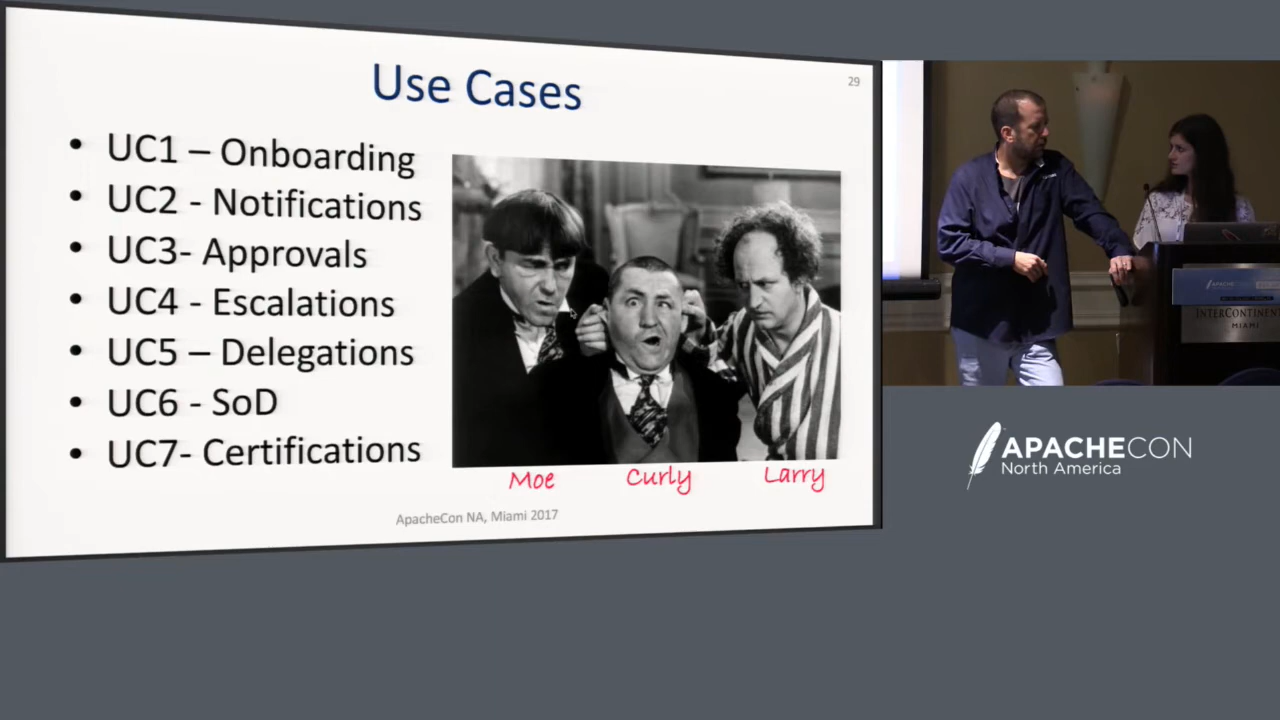 Use Cases
29
• UC1 – Onboarding
• UC2 - Notifications
• UC3- Approvals
• UC4 - Escalations
• UC5 – Delegations
• UC6 - SoD
• UC7- Certifications
Moe Curly Larry
ApacheCon NA, Miami 2017
INTERCONTINEN
MIAMI
APACHECON
North America